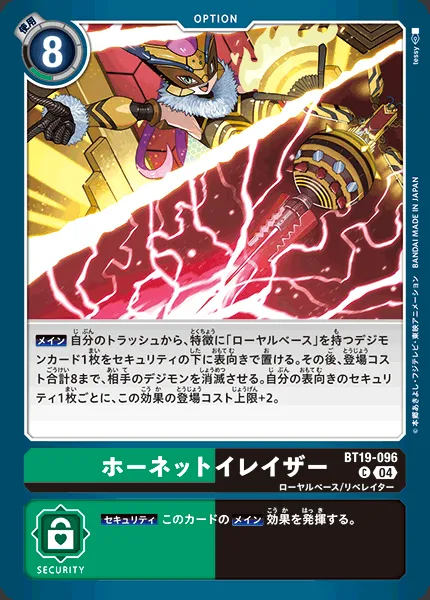 OPTION
使用
8
メイン 自分のトラッシュから、特徴に「ローヤルベース」を持つデジモ
ンカード1枚をセキュリティの下に表向きで置ける。その後、登場コス
ト合計8まで、相手のデジモンを消滅させる。自分の表向きのセキュリ
ティ1枚ごとに、この効果の登場コスト上限+2。
ホーネットイレイザー
BT19-096
C 04
ローヤルベース/リベレイター
セキュリティ このカードの メイン 効果を発揮する。
SECURITY
tessy
© 本郷あきよし・フジテレビ・東映アニメーション BANDAI MADE IN JAPAN